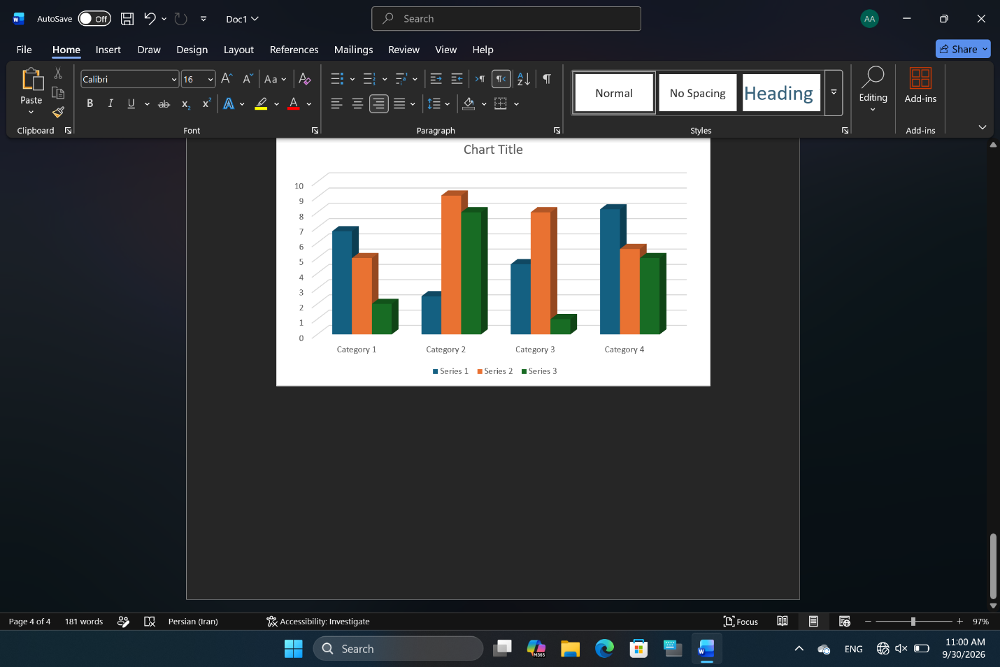 AutoSave Off Doc1 Search AA
File Home Insert Draw Design Layout References Mailings Review View Help Share
Paste Calibri 16 Aa Normal No Spacing Heading Editing Add-ins
Clipboard Font Paragraph Styles Add-ins
Chart Title
10
9
8
7
6
5
4
3
2
1
0
Category 1 Category 2 Category 3 Category 4
Series 1 Series 2 Series 3
Page 4 of 4 181 words Persian (Iran) Accessibility: Investigate Focus 97%
Search M365 ENG 11:00 AM
9/30/2026